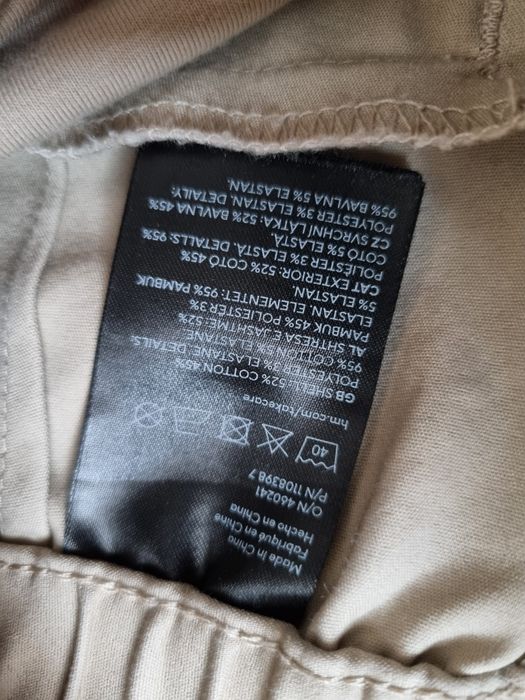 Made in China
Fabriqué en Chine
Hecho en China
O/N 460241
P/N 1108398 7
40
hm.com/takecare
GB SHELL: 52% COTTON 45%
POLYESTER 3% ELASTANE. DETAILS:
95% COTTON 5% ELASTANE
AL SHTRESA E JASHTME: 52%
PAMBUK 45% POLIESTER 3%
ELASTAN. ELEMENTET: 95% PAMBUK
5% ELASTAN.
CAT EXTERIOR: 52% COTÓ 45%
POLIÈSTER 3% ELASTÀ. DETALLS: 95%
COTÓ 5% ELASTÀ.
CZ SVRCHNÍ LÁTKA: 52% BAVLNA 45%
POLYESTER 3% ELASTAN. DETAILY:
95% BAVLNA 5% ELASTAN.